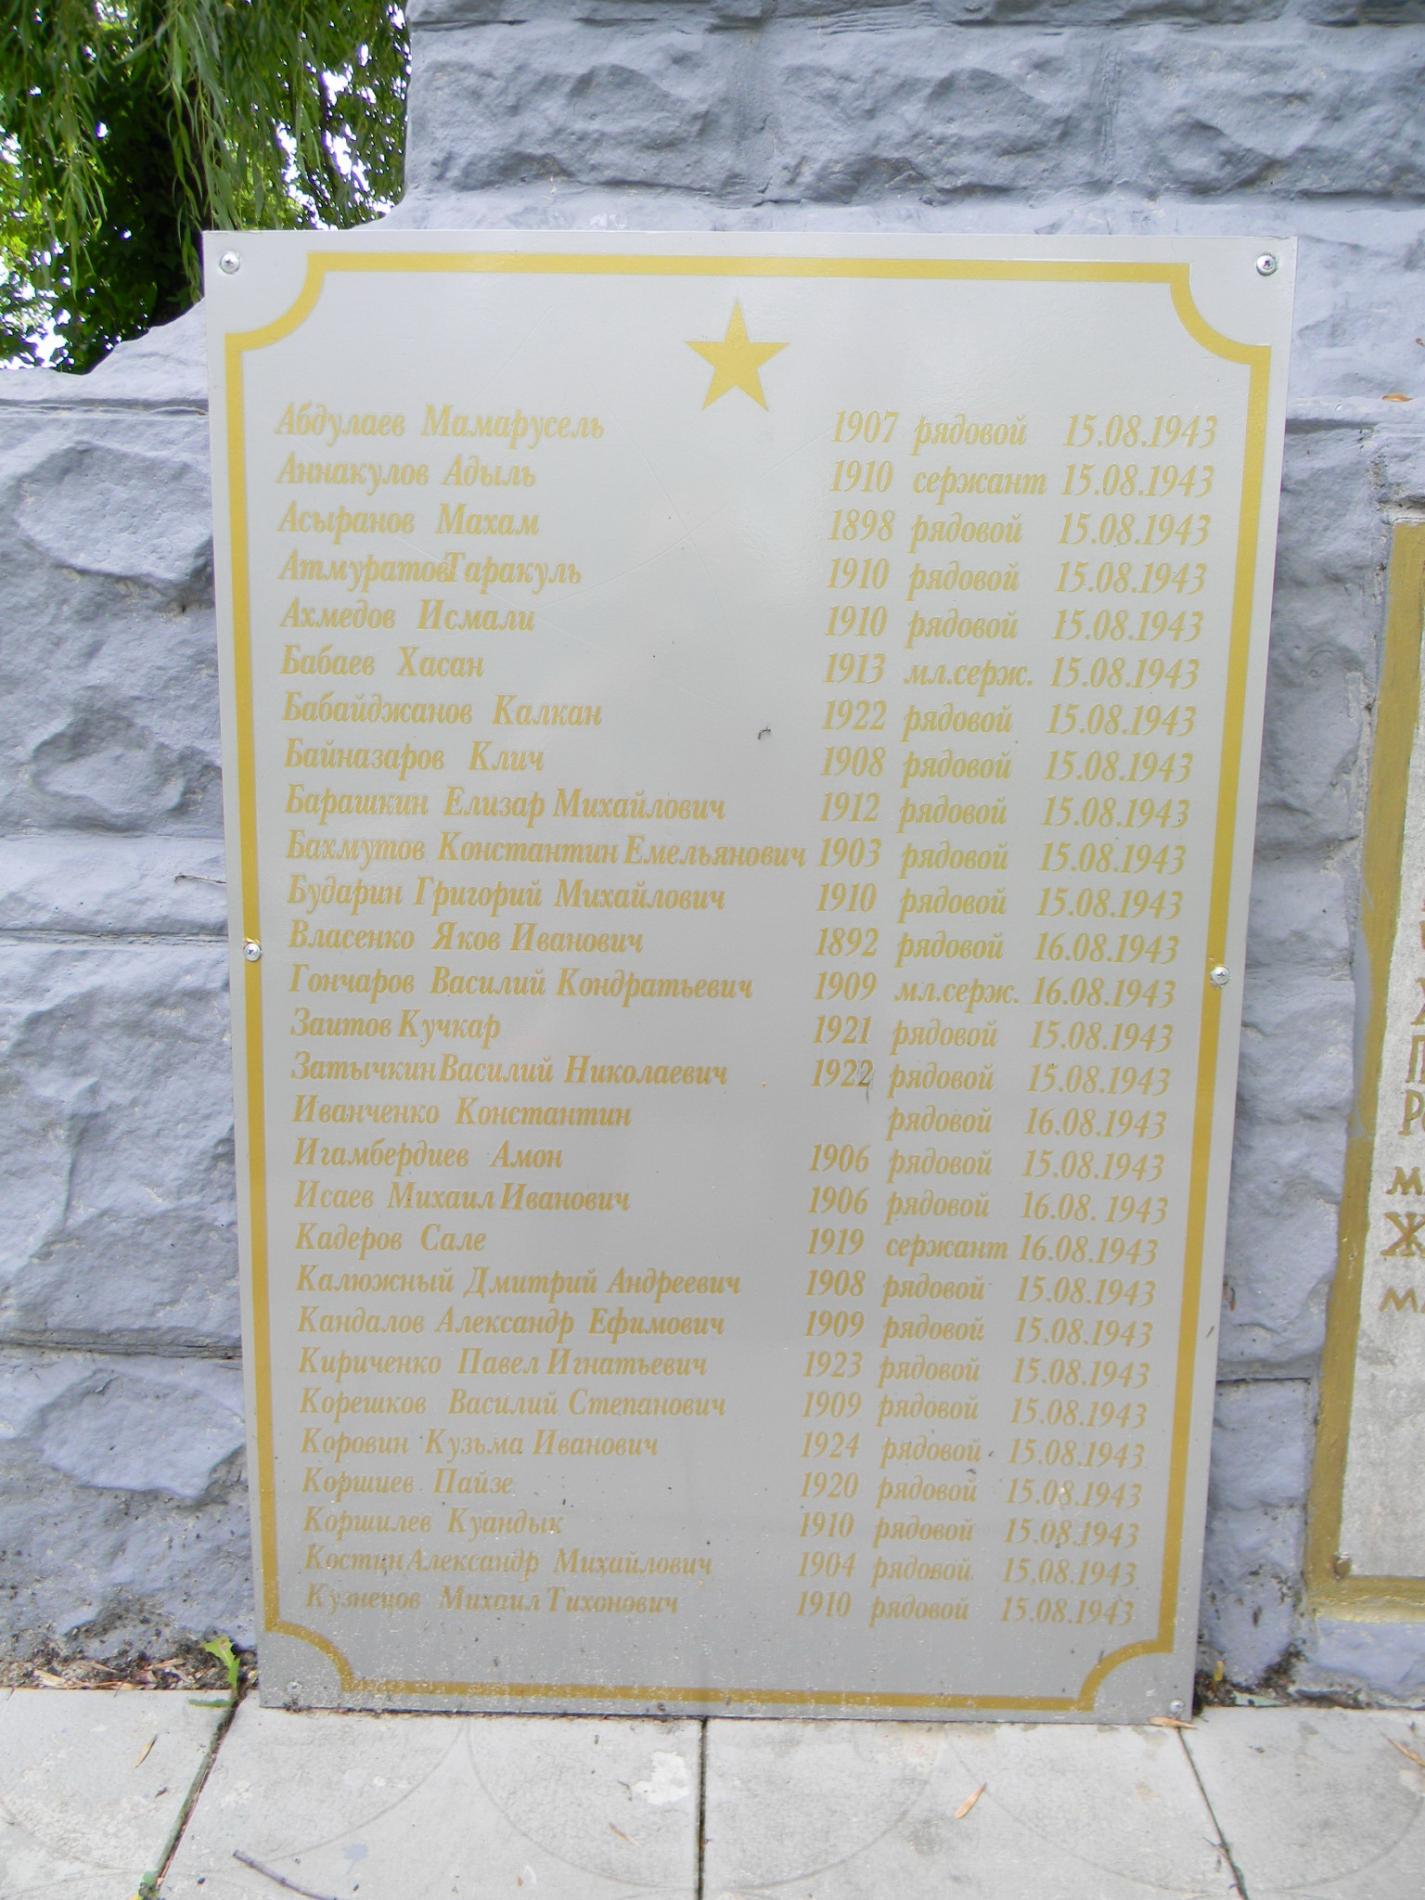 Абдулаев Мамарусель 1907 рядовой 15.08.1943
Аннакулов Адыль 1910 сержант 15.08.1943
Асыранов Махам 1898 рядовой 15.08.1943
Атмуратов Таракуль 1910 рядовой 15.08.1943
Ахмедов Исмали 1910 рядовой 15.08.1943
Бабаев Хасан 1913 мл.серж. 15.08.1943
Бабайджанов Калкан 1922 рядовой 15.08.1943
Байназаров Клич 1908 рядовой 15.08.1943
Барашкин Елизар Михайлович 1912 рядовой 15.08.1943
Бахмутов Константин Емельянович 1903 рядовой 15.08.1943
Бударин Григорий Михайлович 1910 рядовой 15.08.1943
Власенко Яков Иванович 1892 рядовой 16.08.1943
Гончаров Василий Кондратьевич 1909 мл.серж. 16.08.1943
Заитов Кучкар 1921 рядовой 15.08.1943
Затычкин Василий Николаевич 1922 рядовой 15.08.1943
Иванченко Константин рядовой 16.08.1943
Игамбердиев Амон 1906 рядовой 15.08.1943
Исаев Михаил Иванович 1906 рядовой 16.08.1943
Кадеров Сале 1919 сержант 16.08.1943
Калюжный Дмитрий Андреевич 1908 рядовой 15.08.1943
Кандалов Александр Ефимович 1909 рядовой 15.08.1943
Кириченко Павел Игнатьевич 1923 рядовой 15.08.1943
Корешков Василий Степанович 1909 рядовой 15.08.1943
Коровин Кузьма Иванович 1924 рядовой 15.08.1943
Коршиев Пайзе 1920 рядовой 15.08.1943
Коршилев Куандык 1910 рядовой 15.08.1943
Костин Александр Михайлович 1904 рядовой 15.08.1943
Кузнецов Михаил Тихонович 1910 рядовой 15.08.1943